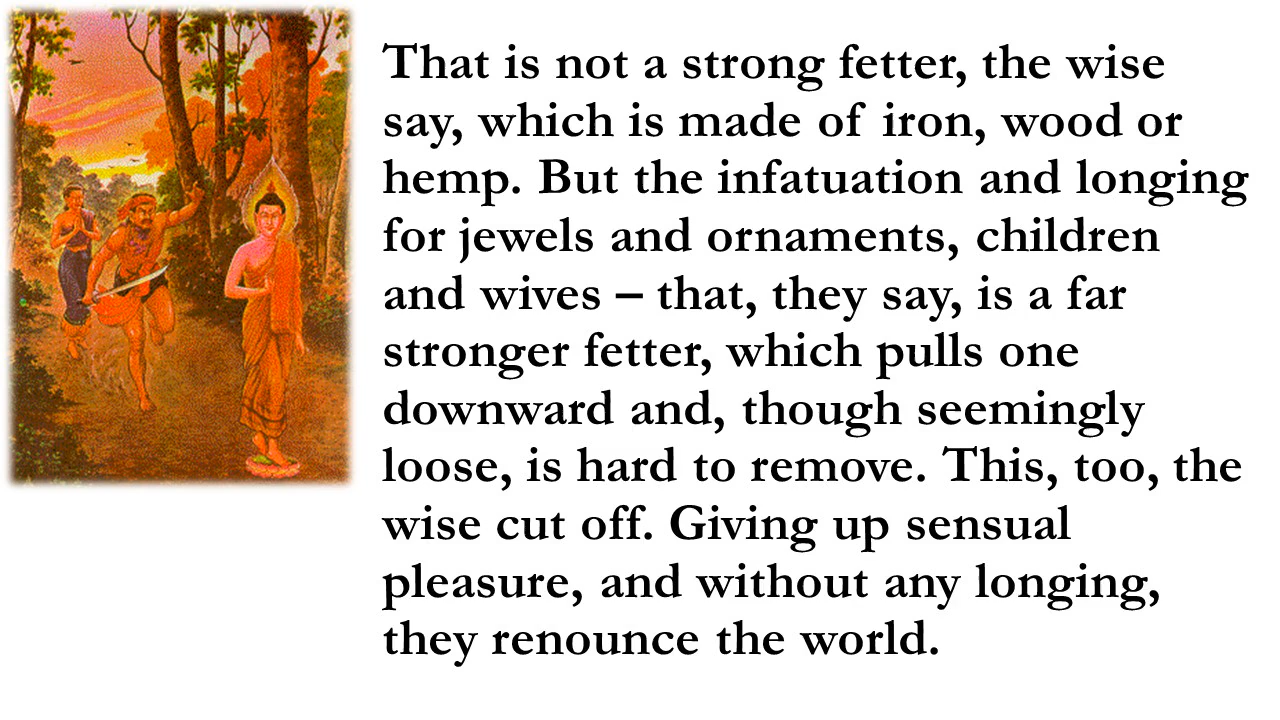 That is not a strong fetter, the wise
say, which is made of iron, wood or
hemp. But the infatuation and longing
for jewels and ornaments, children
and wives – that, they say, is a far
stronger fetter, which pulls one
downward and, though seemingly
loose, is hard to remove. This, too, the
wise cut off. Giving up sensual
pleasure, and without any longing,
they renounce the world.